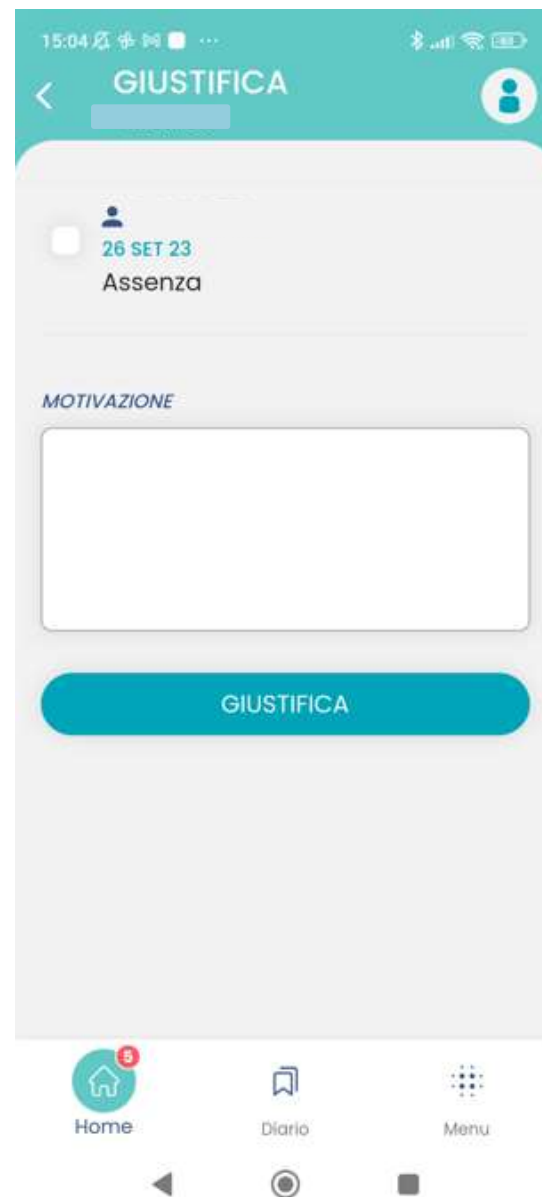 15:04
GIUSTIFICA
26 SET 23
Assenza
MOTIVAZIONE
GIUSTIFICA
5
Home
Diario
Menu